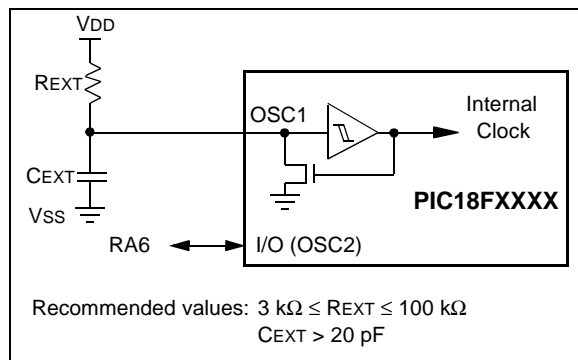 VDD
REXT
OSC1
Internal
Clock
CEXT
PIC18FXXXX
VSS
RA6
I/O (OSC2)
Recommended values: 3 kΩ ≤ REXT ≤ 100 kΩ
CEXT > 20 pF